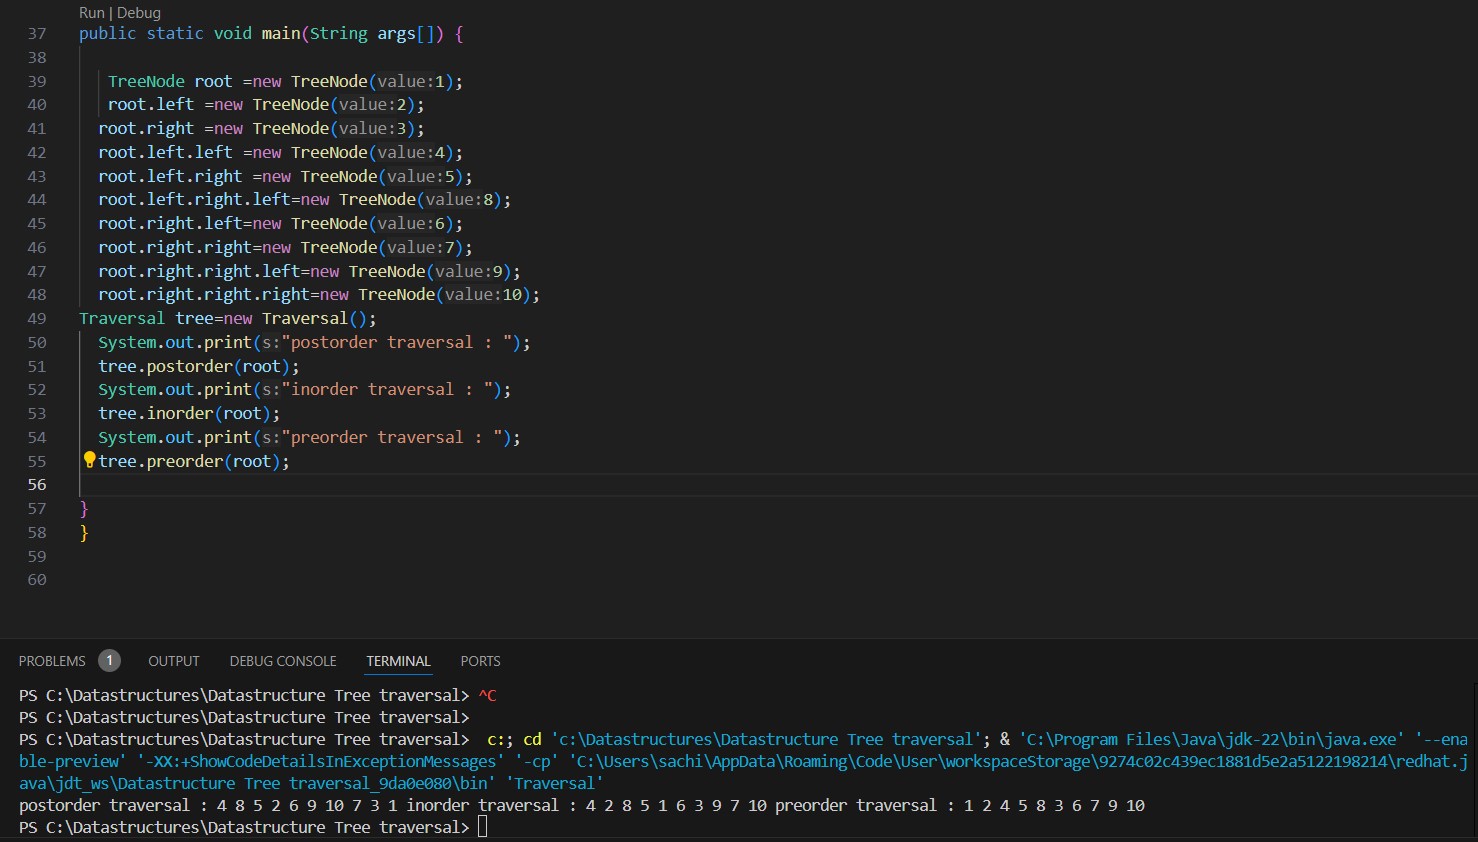 Run | Debug
37 public static void main(String args[]) {
38
39 TreeNode root =new TreeNode(value:1);
40 root.left =new TreeNode(value:2);
41 root.right =new TreeNode(value:3);
42 root.left.left =new TreeNode(value:4);
43 root.left.right =new TreeNode(value:5);
44 root.left.right.left=new TreeNode(value:8);
45 root.right.left=new TreeNode(value:6);
46 root.right.right=new TreeNode(value:7);
47 root.right.right.left=new TreeNode(value:9);
48 root.right.right.right=new TreeNode(value:10);
49 Traversal tree=new Traversal();
50 System.out.print(s:"postorder traversal : ");
51 tree.postorder(root);
52 System.out.print(s:"inorder traversal : ");
53 tree.inorder(root);
54 System.out.print(s:"preorder traversal : ");
55 tree.preorder(root);
56
57 }
58 }
59
60
PROBLEMS 1 OUTPUT DEBUG CONSOLE TERMINAL PORTS
PS C:\Datastructures\Datastructure Tree traversal> ^C
PS C:\Datastructures\Datastructure Tree traversal>
PS C:\Datastructures\Datastructure Tree traversal>  c:; cd 'c:\Datastructures\Datastructure Tree traversal'; & 'C:\Program Files\Java\jdk-22\bin\java.exe' '--ena
ble-preview' '-XX:+ShowCodeDetailsInExceptionMessages' '-cp' 'C:\Users\sachi\AppData\Roaming\Code\User\workspaceStorage\9274c02c439ec1881d5e2a5122198214\redhat.j
ava\jdt_ws\Datastructure Tree traversal_9da0e080\bin' 'Traversal'
postorder traversal : 4 8 5 2 6 9 10 7 3 1 inorder traversal : 4 2 8 5 1 6 3 9 7 10 preorder traversal : 1 2 4 5 8 3 6 7 9 10
PS C:\Datastructures\Datastructure Tree traversal>